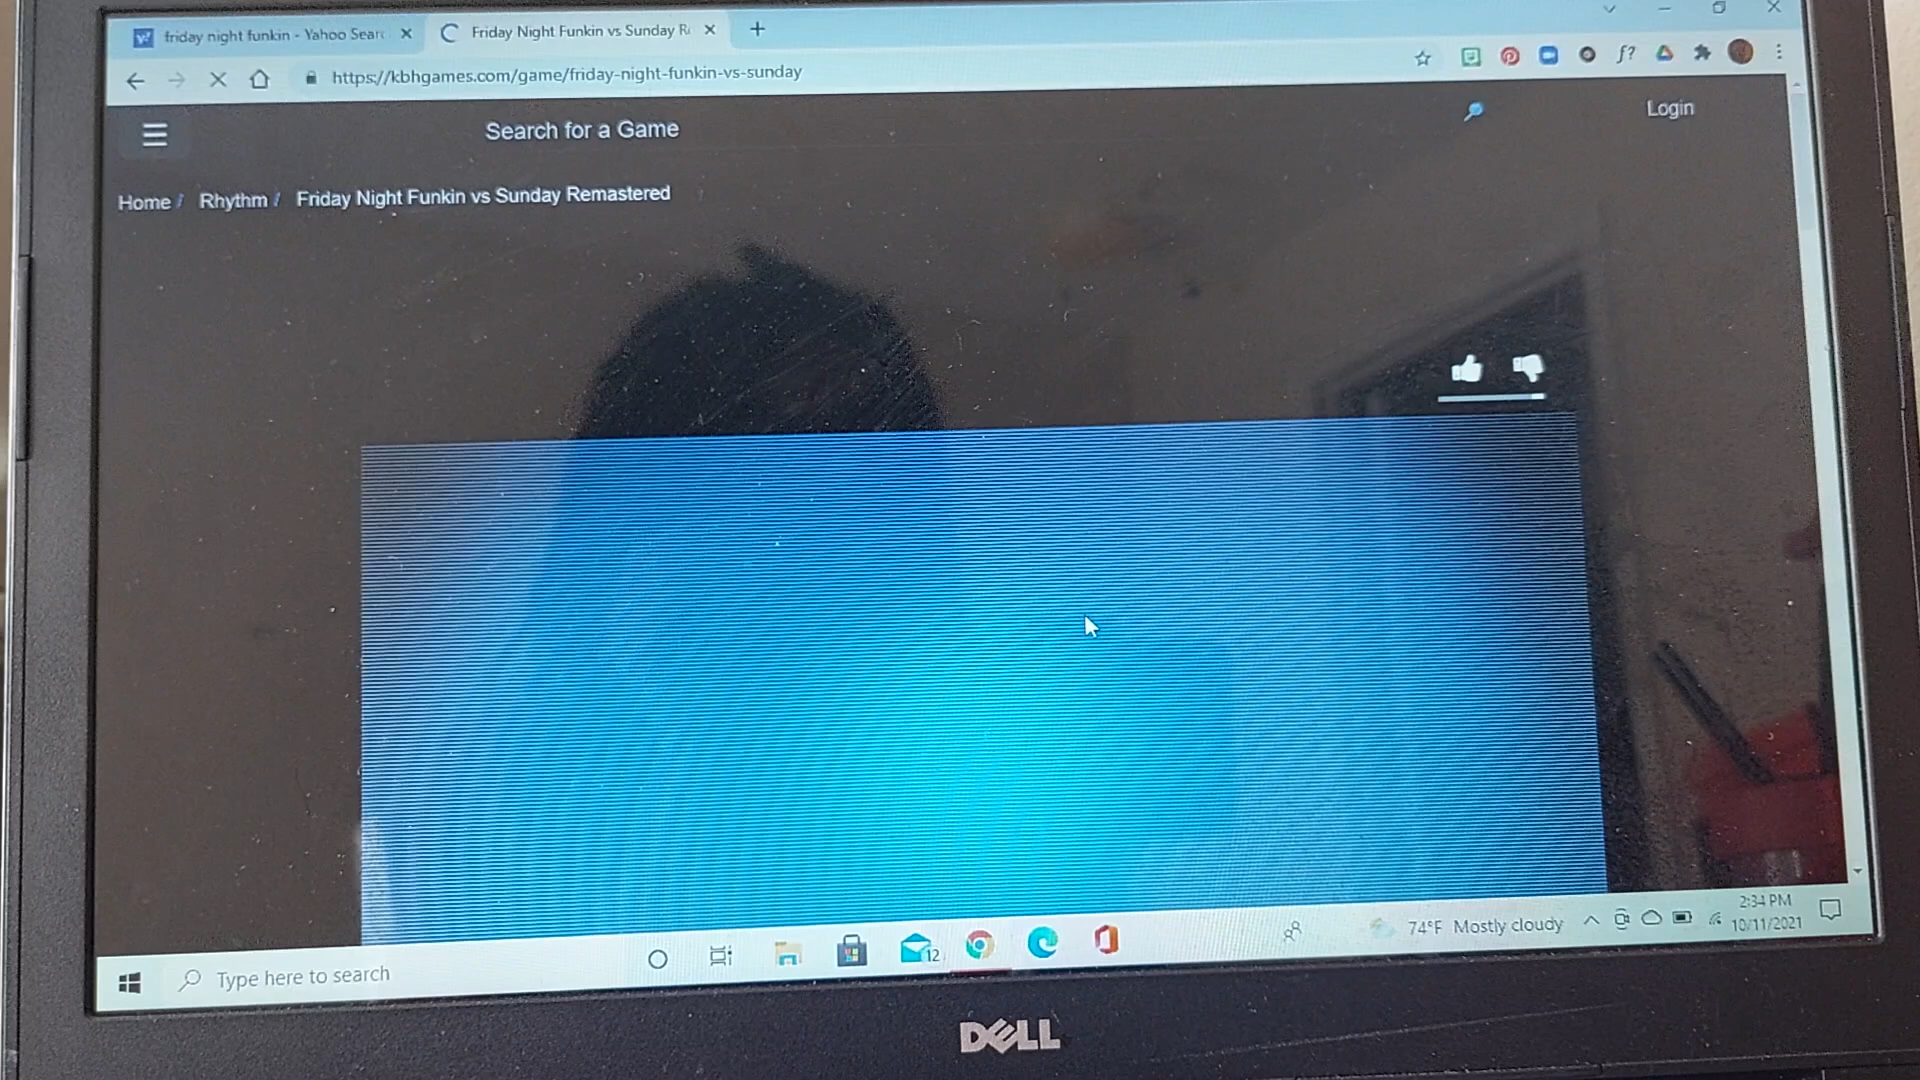 friday night funkin - Yahoo Sear
Friday Night Funkin vs Sunday R
https://kbhgames.com/game/friday-night-funkin-vs-sunday
f?
Search for a Game
Login
Home / Rhythm / Friday Night Funkin vs Sunday Remastered
Type here to search
12
74°F Mostly cloudy
2:34 PM
10/11/2021
DELL